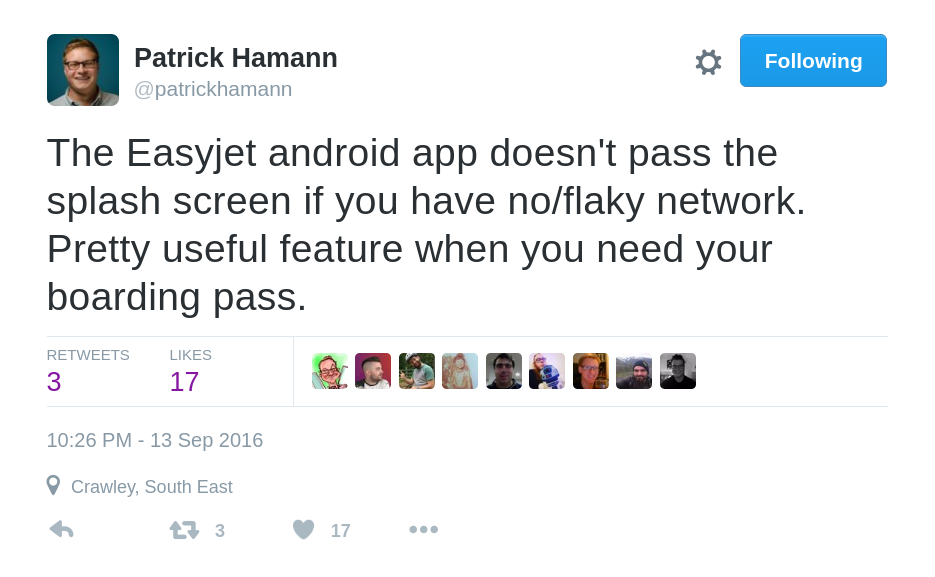 Patrick Hamann
@patrickhamann
Following
The Easyjet android app doesn't pass the
splash screen if you have no/flaky network.
Pretty useful feature when you need your
boarding pass.
RETWEETS
3
LIKES
17
10:26 PM - 13 Sep 2016
Crawley, South East
3
17